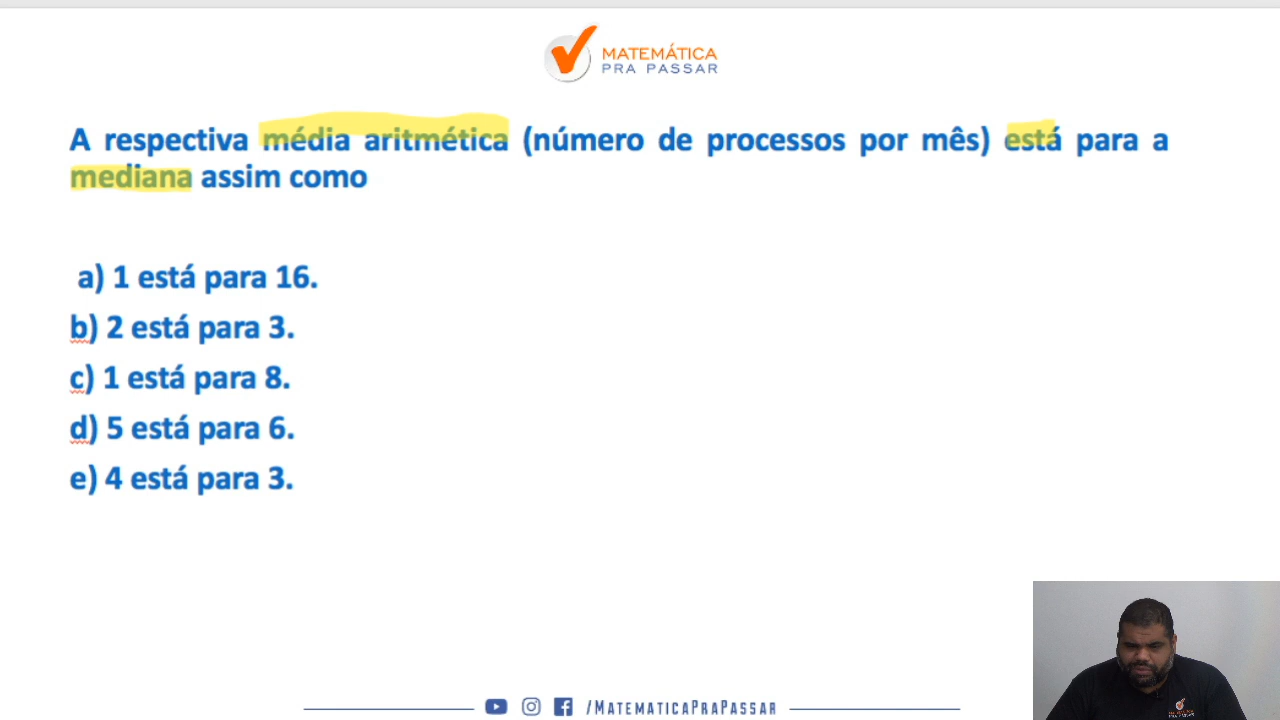 MATEMÁTICA
PRA PASSAR
A respectiva média aritmética (número de processos por mês) está para a
mediana assim como
a) 1 está para 16.
b) 2 está para 3.
c) 1 está para 8.
d) 5 está para 6.
e) 4 está para 3.
/MATEMATICAPRAPASSAR